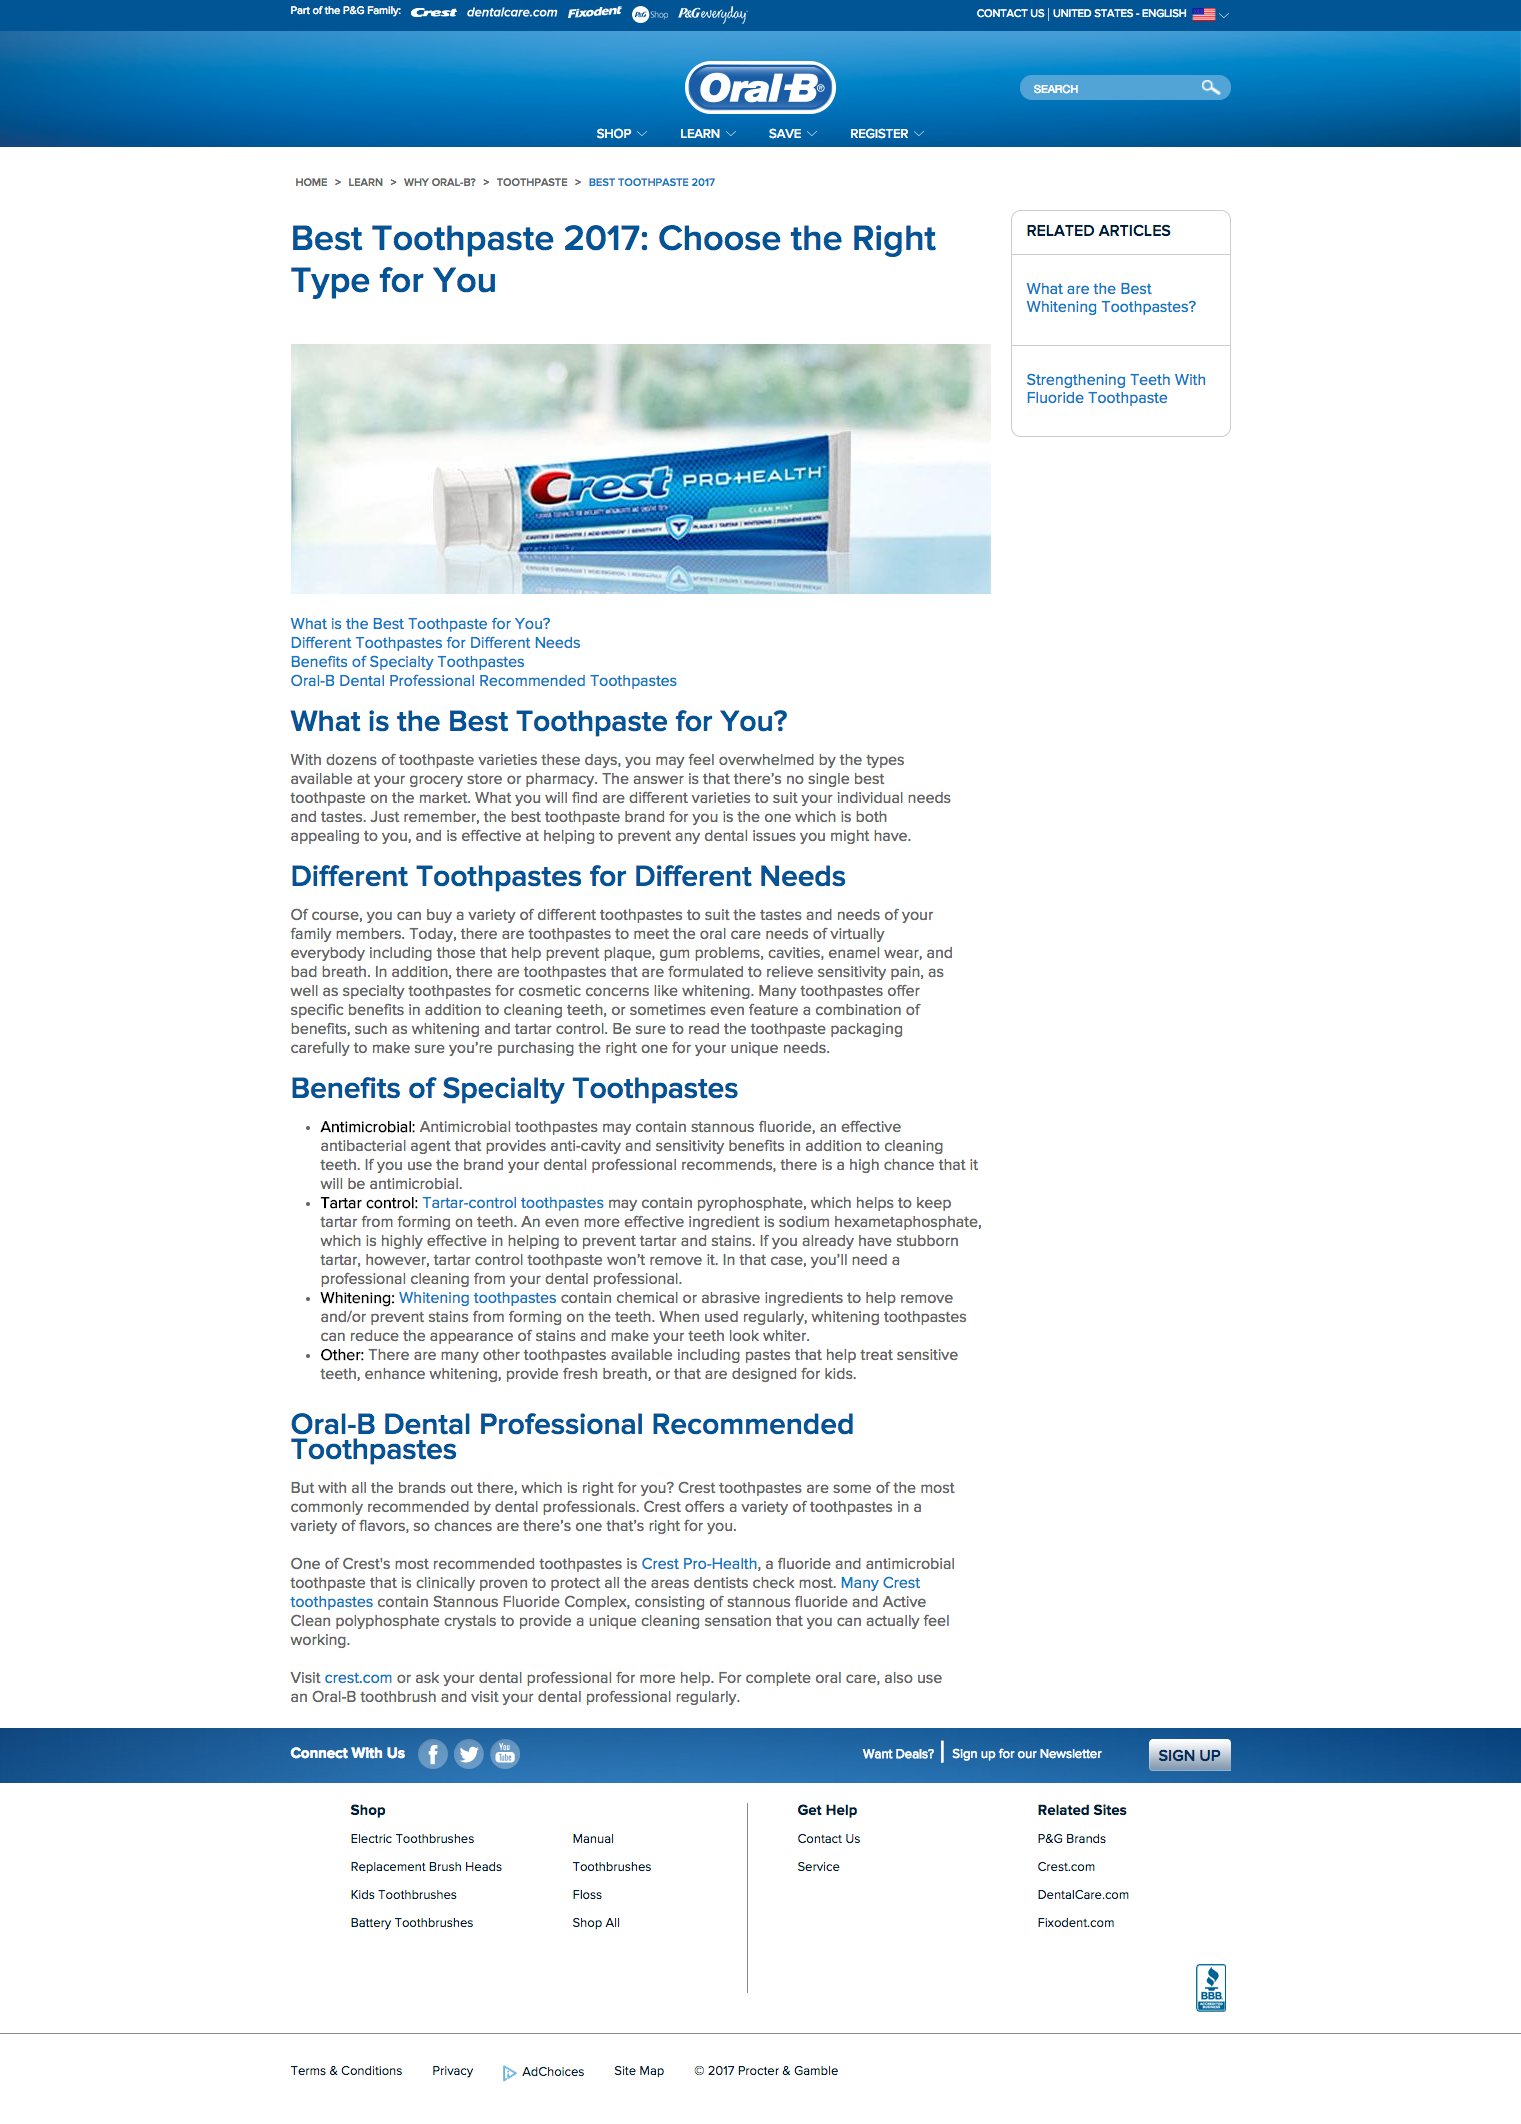 Part of the P&G Family: Crest dentalcare.com Fixodent P&G Shop P&G everyday
CONTACT US | UNITED STATES - ENGLISH
Oral-B®
SEARCH
SHOP LEARN SAVE REGISTER
HOME > LEARN > WHY ORAL-B? > TOOTHPASTE > BEST TOOTHPASTE 2017
Best Toothpaste 2017: Choose the Right
Type for You
RELATED ARTICLES
What are the Best
Whitening Toothpastes?
Strengthening Teeth With
Fluoride Toothpaste
Crest PRO-HEALTH
CLEAN MINT
What is the Best Toothpaste for You?
Different Toothpastes for Different Needs
Benefits of Specialty Toothpastes
Oral-B Dental Professional Recommended Toothpastes
What is the Best Toothpaste for You?
With dozens of toothpaste varieties these days, you may feel overwhelmed by the types
available at your grocery store or pharmacy. The answer is that there's no single best
toothpaste on the market. What you will find are different varieties to suit your individual needs
and tastes. Just remember, the best toothpaste brand for you is the one which is both
appealing to you, and is effective at helping to prevent any dental issues you might have.
Different Toothpastes for Different Needs
Of course, you can buy a variety of different toothpastes to suit the tastes and needs of your
family members. Today, there are toothpastes to meet the oral care needs of virtually
everybody including those that help prevent plaque, gum problems, cavities, enamel wear, and
bad breath. In addition, there are toothpastes that are formulated to relieve sensitivity pain, as
well as specialty toothpastes for cosmetic concerns like whitening. Many toothpastes offer
specific benefits in addition to cleaning teeth, or sometimes even feature a combination of
benefits, such as whitening and tartar control. Be sure to read the toothpaste packaging
carefully to make sure you're purchasing the right one for your unique needs.
Benefits of Specialty Toothpastes
• Antimicrobial: Antimicrobial toothpastes may contain stannous fluoride, an effective
antibacterial agent that provides anti-cavity and sensitivity benefits in addition to cleaning
teeth. If you use the brand your dental professional recommends, there is a high chance that it
will be antimicrobial.
• Tartar control: Tartar-control toothpastes may contain pyrophosphate, which helps to keep
tartar from forming on teeth. An even more effective ingredient is sodium hexametaphosphate,
which is highly effective in helping to prevent tartar and stains. If you already have stubborn
tartar, however, tartar control toothpaste won't remove it. In that case, you'll need a
professional cleaning from your dental professional.
• Whitening: Whitening toothpastes contain chemical or abrasive ingredients to help remove
and/or prevent stains from forming on the teeth. When used regularly, whitening toothpastes
can reduce the appearance of stains and make your teeth look whiter.
• Other: There are many other toothpastes available including pastes that help treat sensitive
teeth, enhance whitening, provide fresh breath, or that are designed for kids.
Oral-B Dental Professional Recommended
Toothpastes
But with all the brands out there, which is right for you? Crest toothpastes are some of the most
commonly recommended by dental professionals. Crest offers a variety of toothpastes in a
variety of flavors, so chances are there's one that's right for you.
One of Crest's most recommended toothpastes is Crest Pro-Health, a fluoride and antimicrobial
toothpaste that is clinically proven to protect all the areas dentists check most. Many Crest
toothpastes contain Stannous Fluoride Complex, consisting of stannous fluoride and Active
Clean polyphosphate crystals to provide a unique cleaning sensation that you can actually feel
working.
Visit crest.com or ask your dental professional for more help. For complete oral care, also use
an Oral-B toothbrush and visit your dental professional regularly.
Connect With Us
You Tube
Want Deals? | Sign up for our Newsletter
SIGN UP
Shop
Electric Toothbrushes
Replacement Brush Heads
Kids Toothbrushes
Battery Toothbrushes
Manual
Toothbrushes
Floss
Shop All
Get Help
Contact Us
Service
Related Sites
P&G Brands
Crest.com
DentalCare.com
Fixodent.com
BBB
ACCREDITED
BUSINESS
Terms & Conditions Privacy AdChoices Site Map © 2017 Procter & Gamble